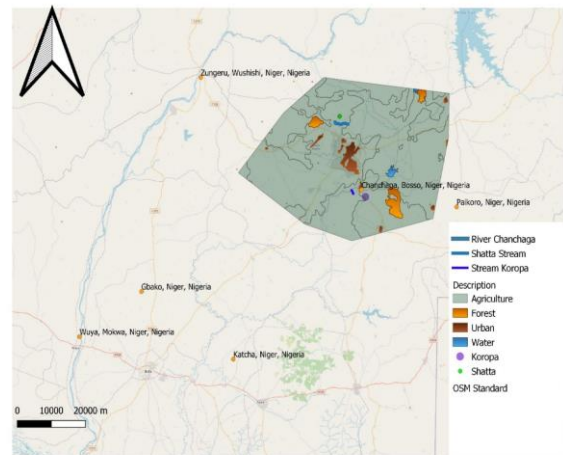 Zungeru, Wushishi, Niger, Nigeria
Chanchaga, Bosso, Niger, Nigeria
Paikoro, Niger, Nigeria
Gbako, Niger, Nigeria
Wuya, Mokwa, Niger, Nigeria
Katcha, Niger, Nigeria
River Chanchaga
Shatta Stream
Stream Koropa
Description
Agriculture
Forest
Urban
Water
Koropa
Shatta
OSM Standard
0 10000 20000 m